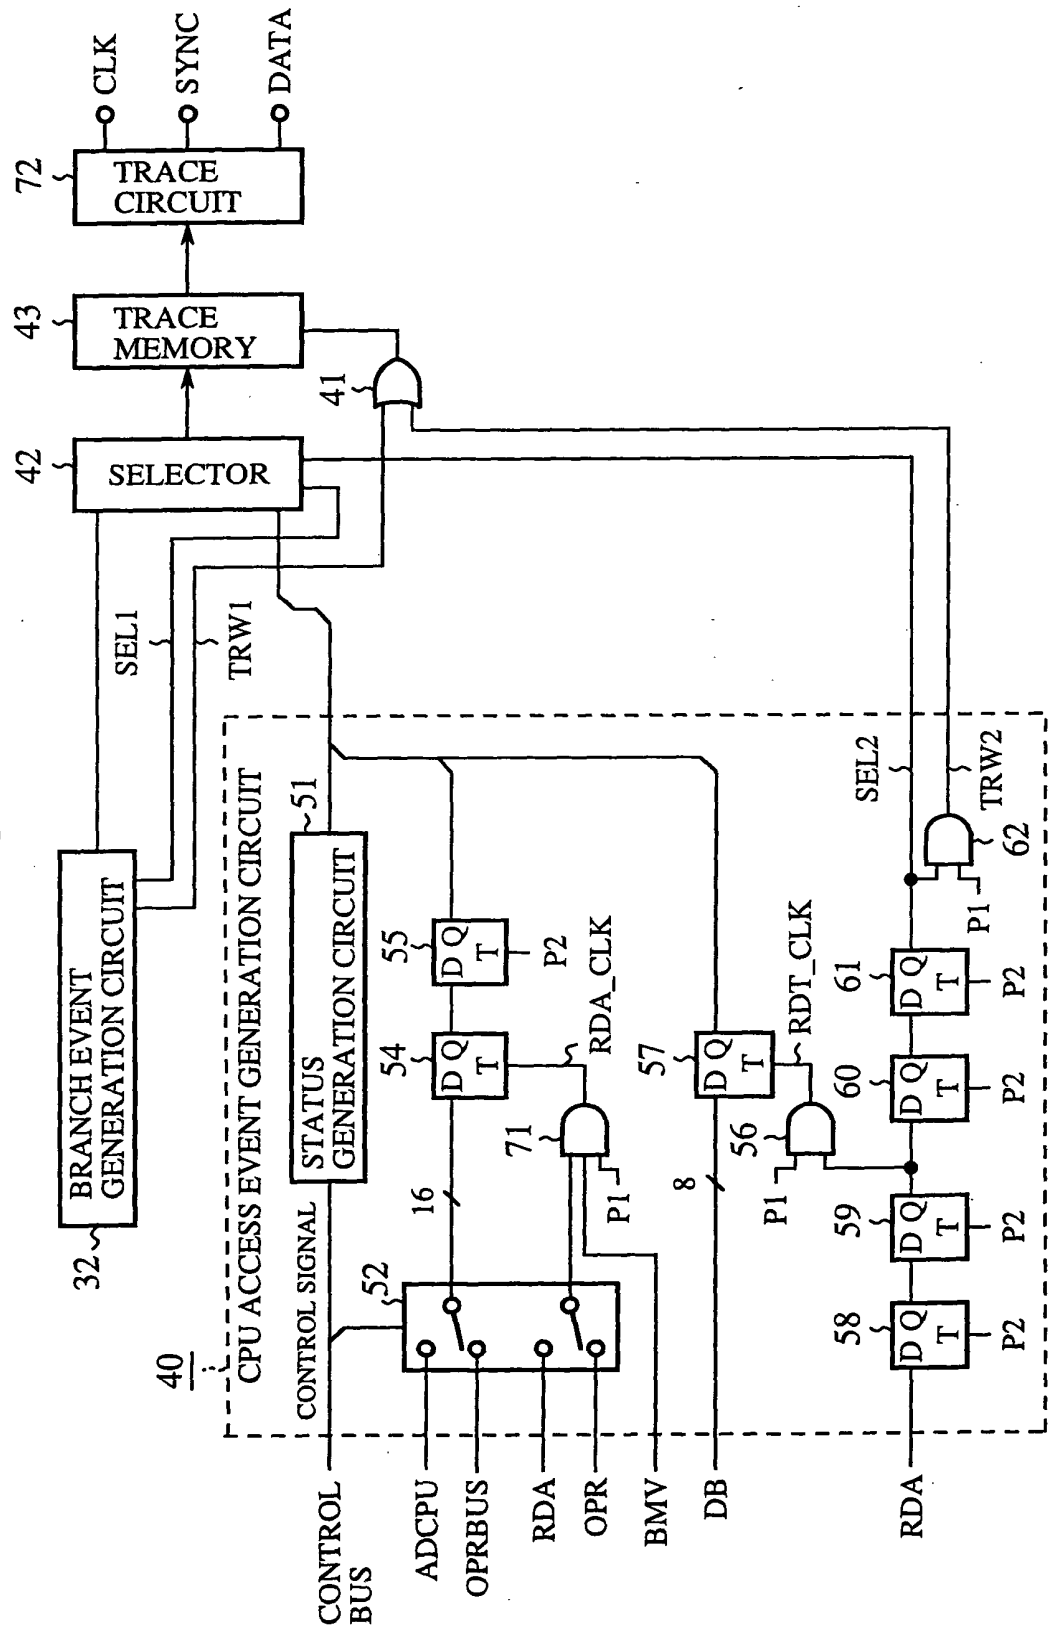 72
TRACE
CIRCUIT
CLK
SYNC
DATA
43
TRACE
MEMORY
41
42
SELECTOR
SEL1
TRW1
32
BRANCH EVENT
GENERATION CIRCUIT
40
CPU ACCESS EVENT GENERATION CIRCUIT
CONTROL SIGNAL
STATUS
GENERATION CIRCUIT
51
52
16
54
D Q
T
55
D Q
T
P2
71
P1
RDA_CLK
8
57
D Q
T
56
P1
RDT_CLK
58
D Q
T
P2
59
D Q
T
P2
60
D Q
T
P2
61
D Q
T
P2
P1
62
SEL2
TRW2
CONTROL
BUS
ADCPU
OPRBUS
RDA
OPR
BMV
DB
RDA